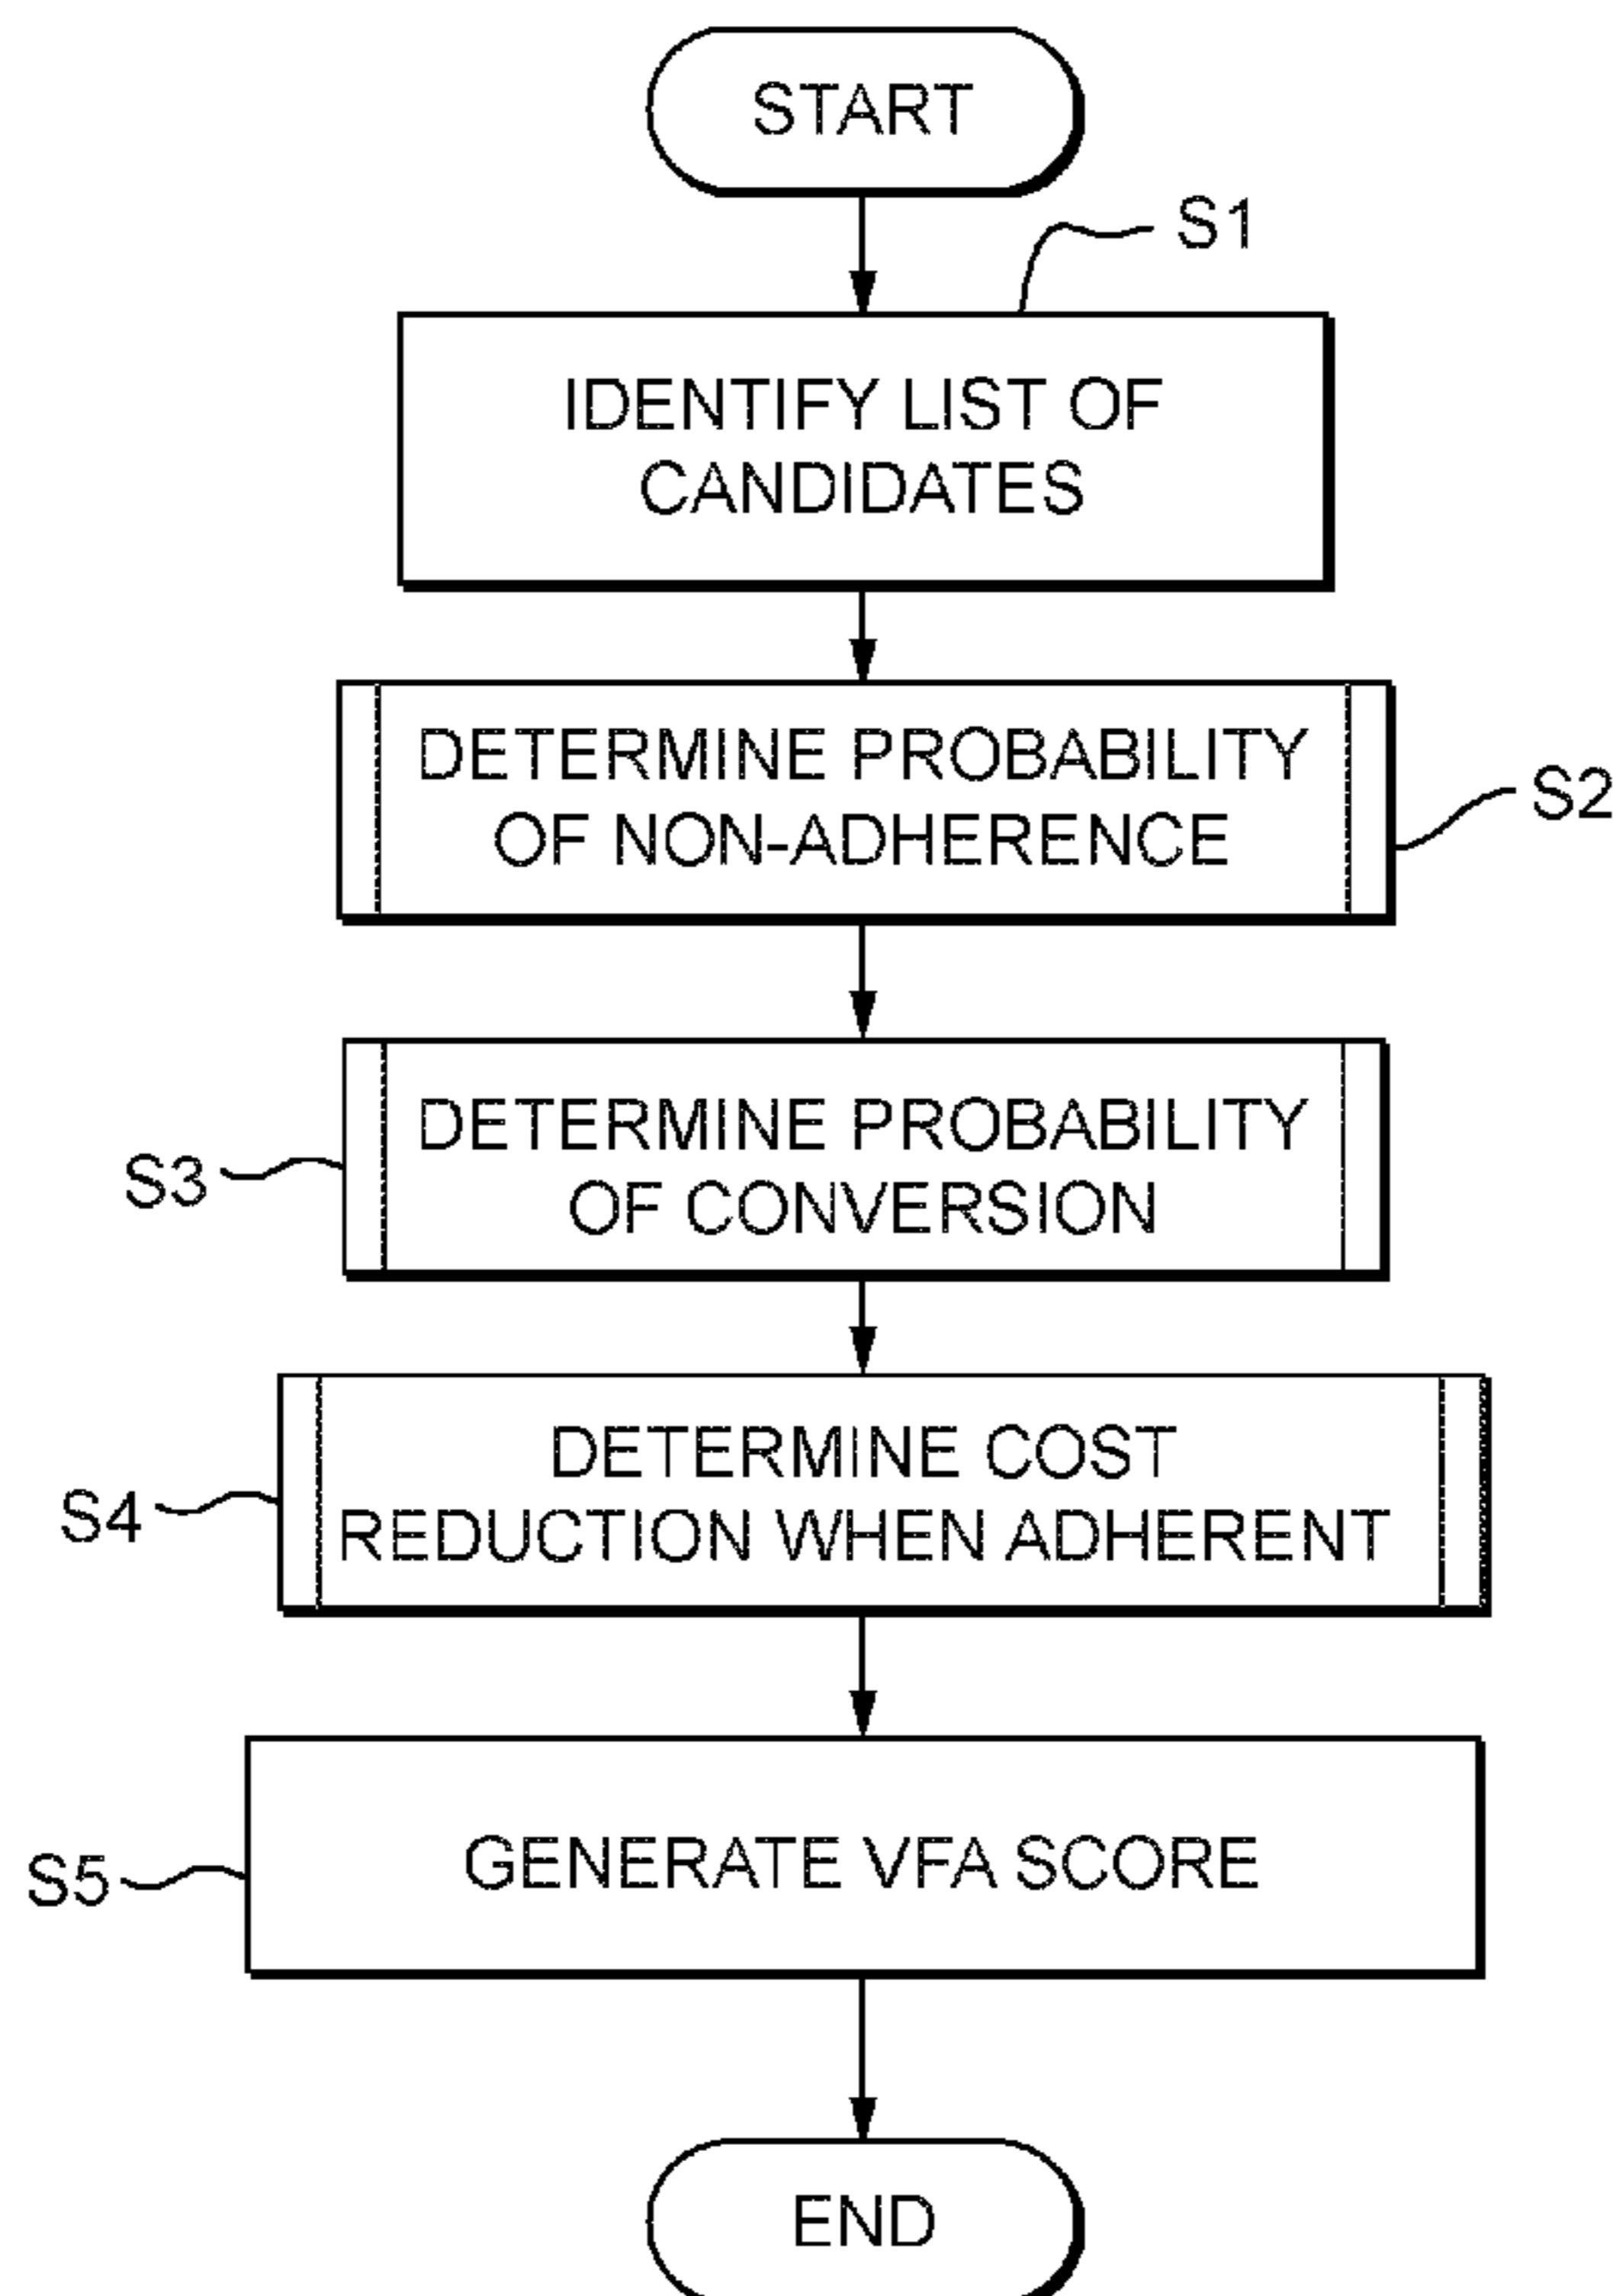 START
S1
IDENTIFY LIST OF
CANDIDATES
DETERMINE PROBABILITY
OF NON-ADHERENCE
S2
DETERMINE PROBABILITY
OF CONVERSION
S3
DETERMINE COST
REDUCTION WHEN ADHERENT
S4
GENERATE VFA SCORE
S5
END